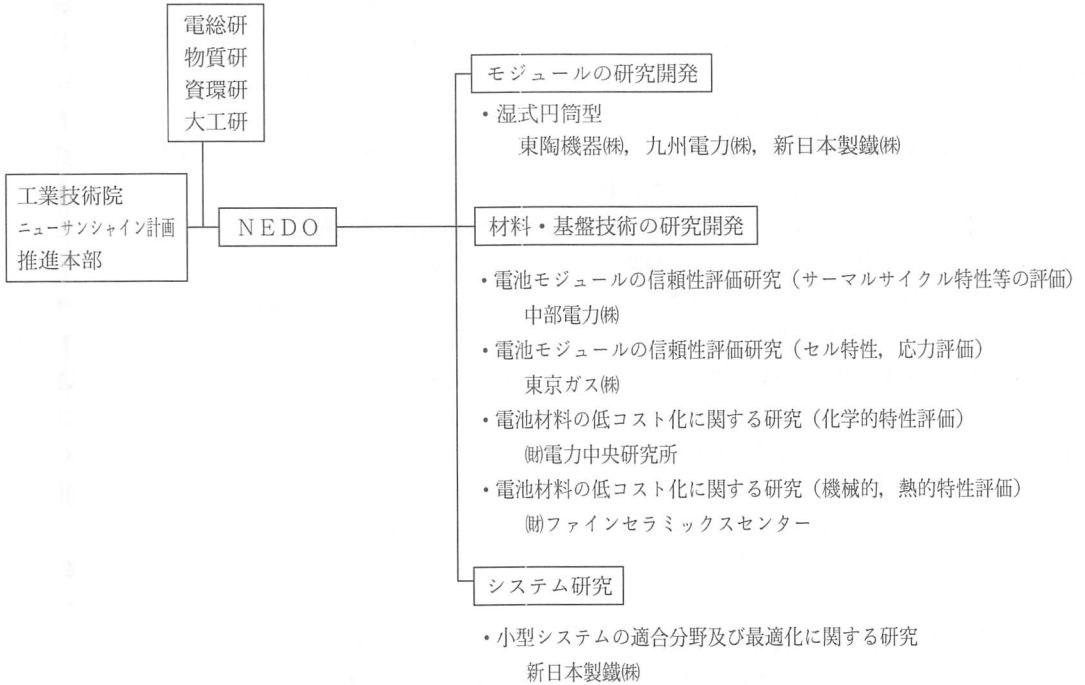 電総研
物質研
資環研
大工研
工業技術院
ニューサンシャイン計画
推進本部
ＮＥＤＯ
モジュールの研究開発
・湿式円筒型
東陶機器㈱，九州電力㈱，新日本製鐵㈱
材料・基盤技術の研究開発
・電池モジュールの信頼性評価研究（サーマルサイクル特性等の評価）
中部電力㈱
・電池モジュールの信頼性評価研究（セル特性，応力評価）
東京ガス㈱
・電池材料の低コスト化に関する研究（化学的特性評価）
㈶電力中央研究所
・電池材料の低コスト化に関する研究（機械的，熱的特性評価）
㈶ファインセラミックスセンター
システム研究
・小型システムの適合分野及び最適化に関する研究
新日本製鐵㈱